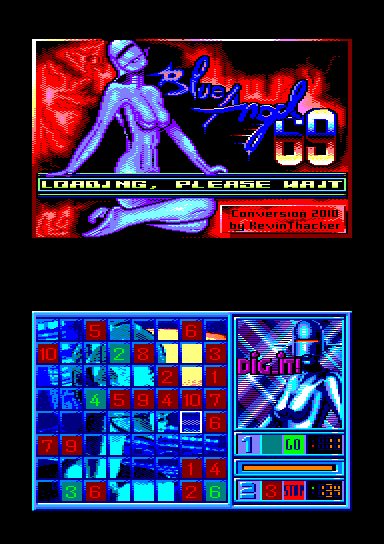 Blue Angel
69
LOADING, PLEASE WAIT
Conversion 2010
by KevinThacker
5 6
10 2 8 3
2 1
4 5 9 4 10 7
6
7 9
1 4
3 6 2 6
DIG IT!
1 GO
2 3 STOP